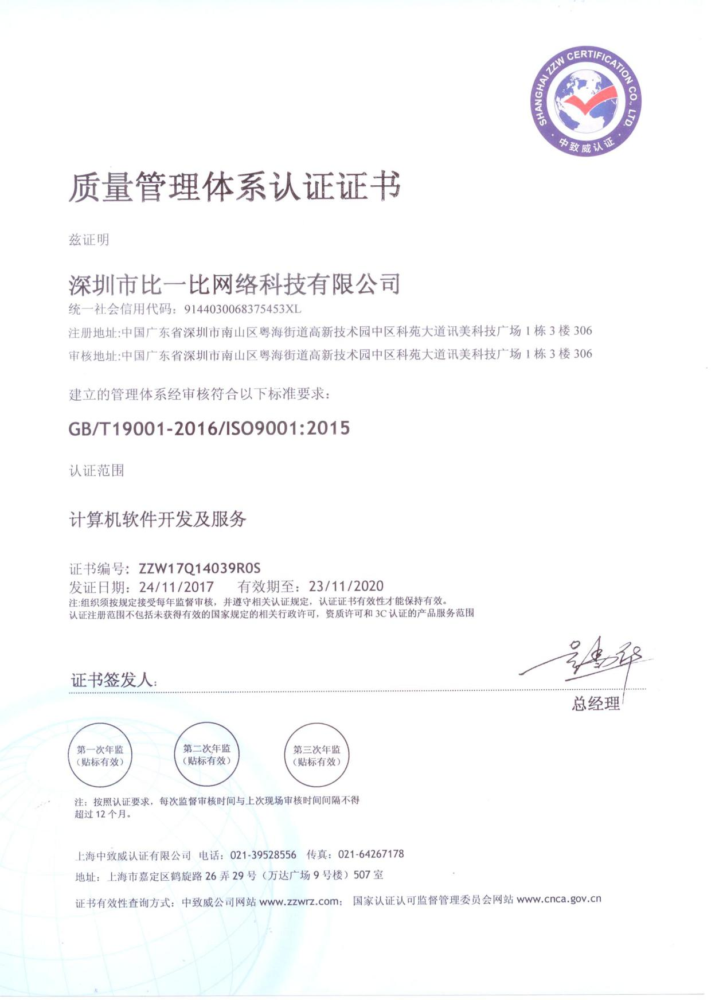 SHANGHAI ZZW CERTIFICATION CO., LTD.
· 中致威认证 ·
质量管理体系认证证书
兹证明
深圳市比一比网络科技有限公司
统一社会信用代码：9144030068375453XL
注册地址:中国广东省深圳市南山区粤海街道高新技术园中区科苑大道讯美科技广场 1 栋 3 楼 306
审核地址:中国广东省深圳市南山区粤海街道高新技术园中区科苑大道讯美科技广场 1 栋 3 楼 306
建立的管理体系经审核符合以下标准要求：
GB/T19001-2016/ISO9001:2015
认证范围
计算机软件开发及服务
证书编号：ZZW17Q14039R0S
发证日期：24/11/2017 有效期至：23/11/2020
注:组织须按规定接受每年监督审核，并遵守相关认证规定，认证证书有效性才能保持有效。
认证注册范围不包括未获得有效的国家规定的相关行政许可，资质许可和 3C 认证的产品服务范围
证书签发人：
总经理
第一次年监
（贴标有效）
第二次年监
（贴标有效）
第三次年监
（贴标有效）
注：按照认证要求，每次监督审核时间与上次现场审核时间间隔不得
超过 12 个月。
上海中致威认证有限公司 电话：021-39528556 传真：021-64267178
地址：上海市嘉定区鹤旋路 26 弄 29 号（万达广场 9 号楼）507 室
证书有效性查询方式：中致威公司网站 www.zzwrz.com； 国家认证认可监督管理委员会网站 www.cnca.gov.cn